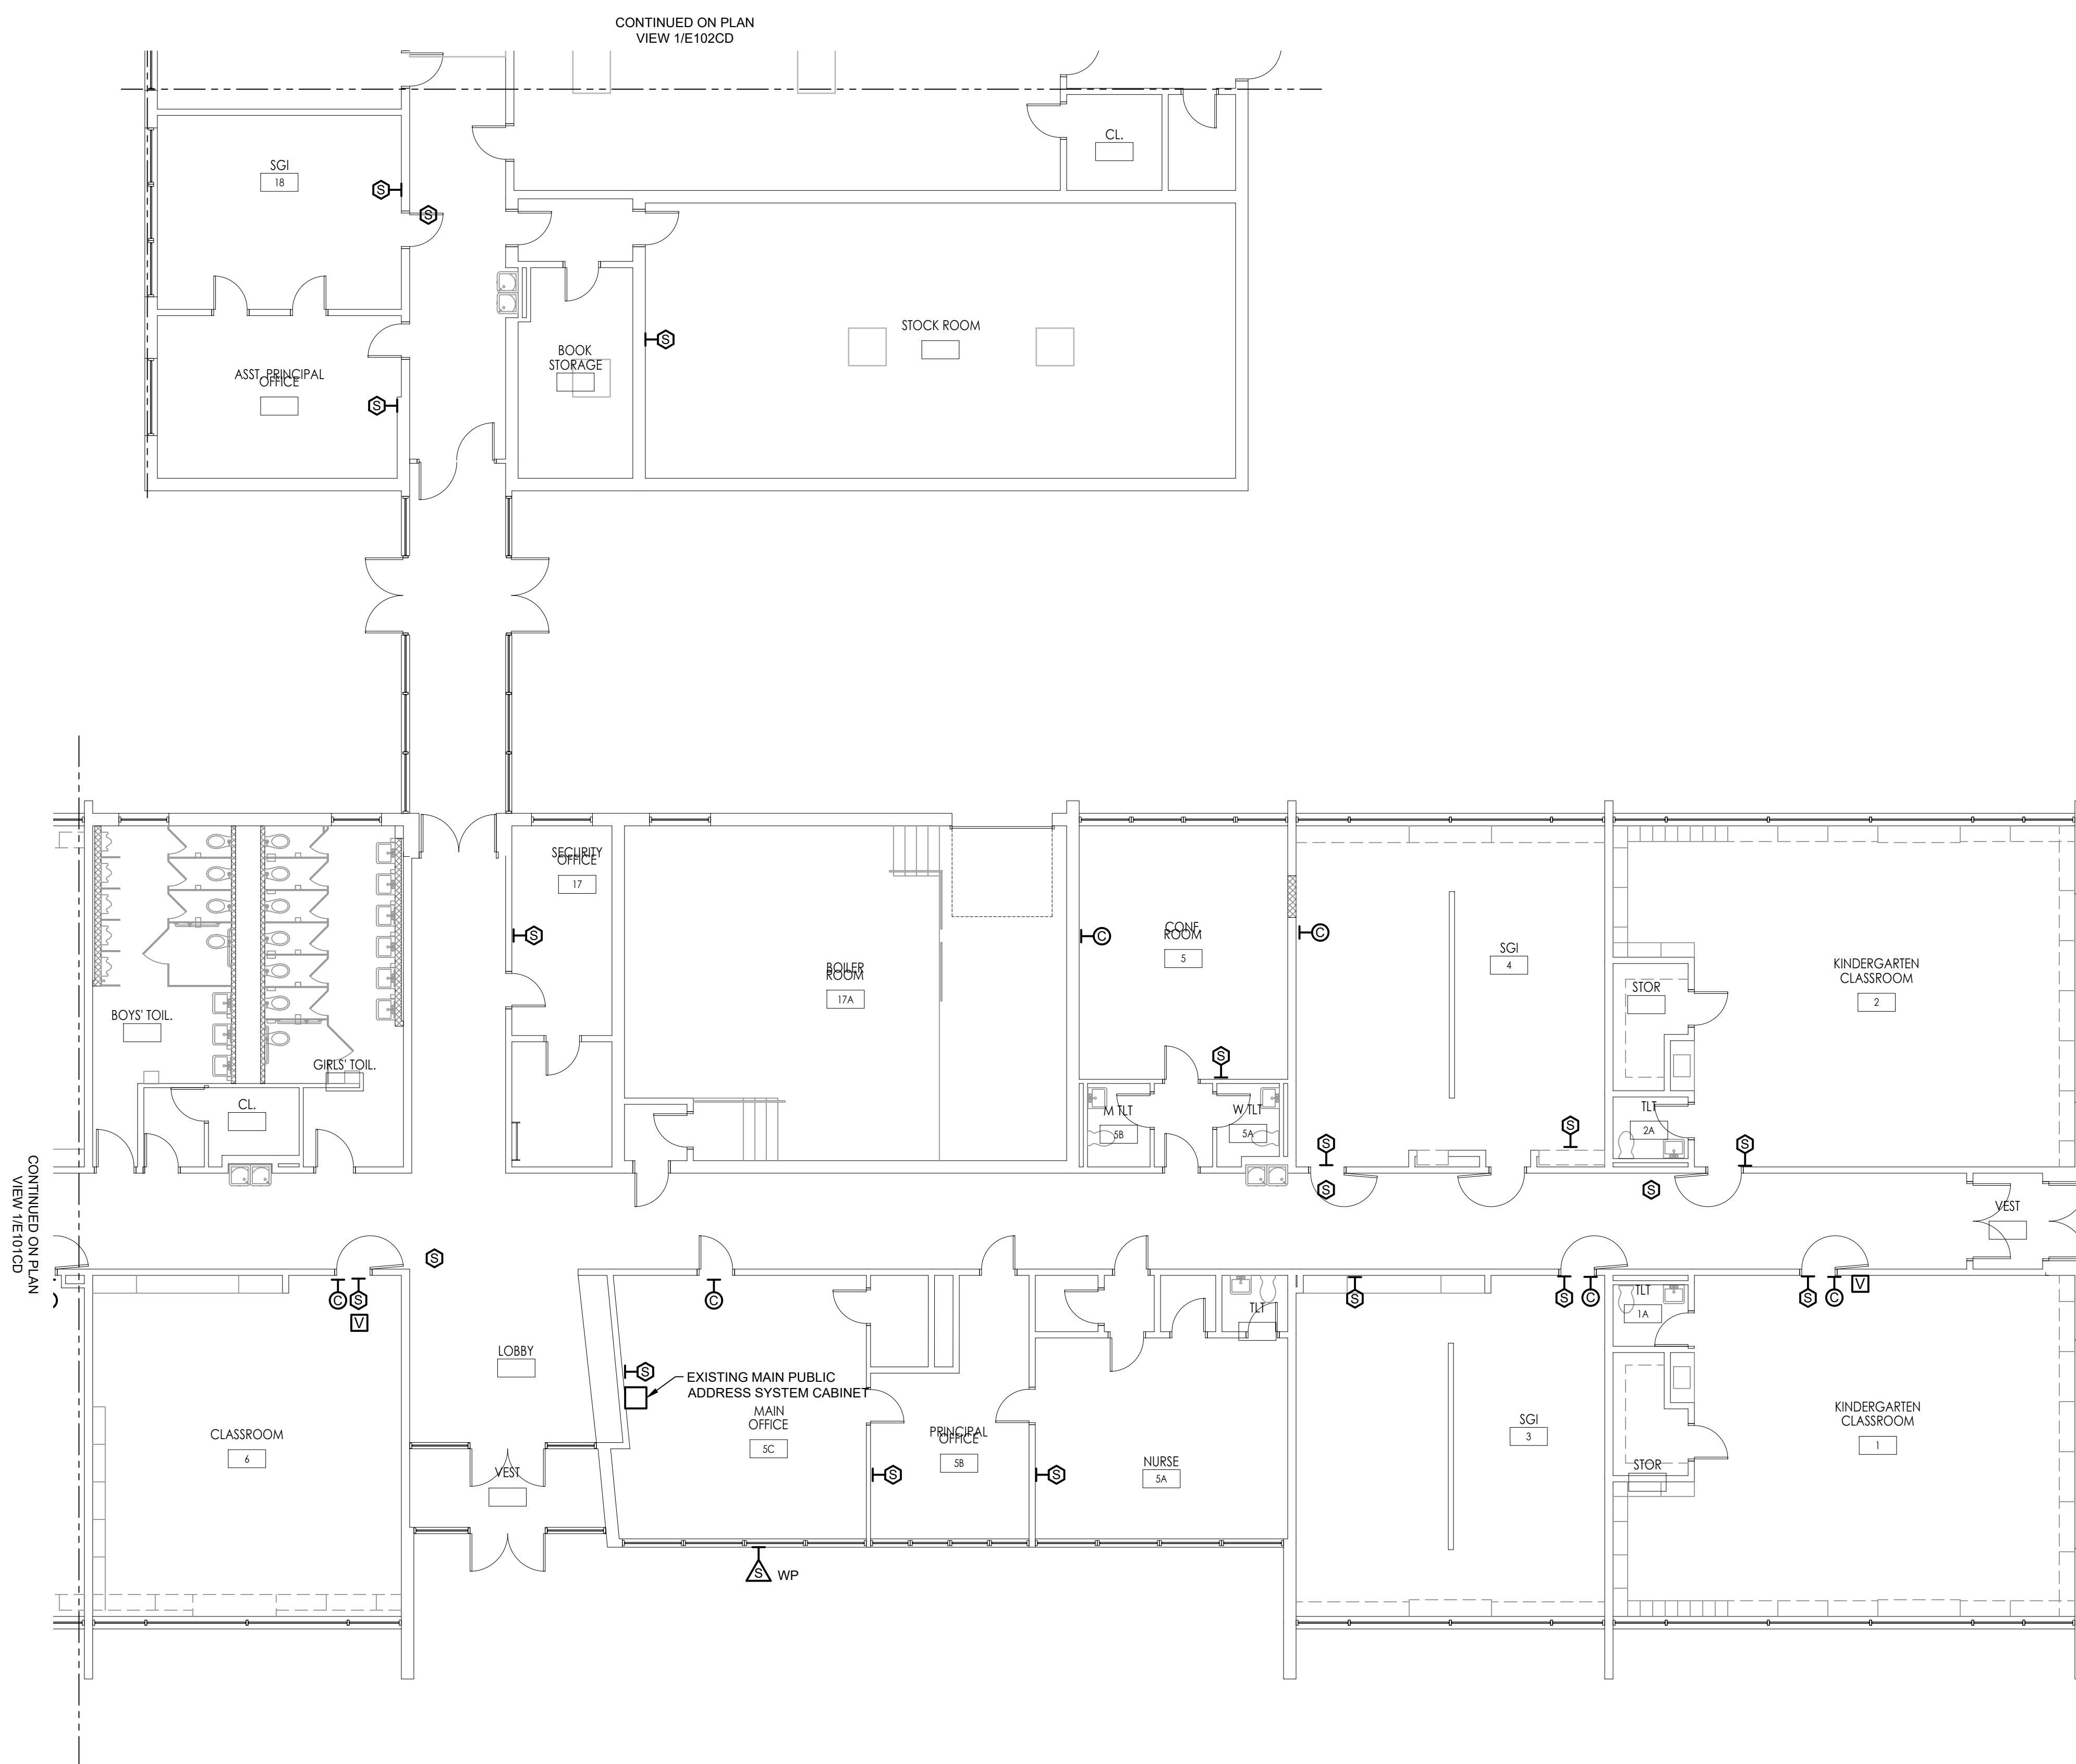 CONTINUED ON PLAN
VIEW 1/E102CD
CL.
SGI
18
S
S
S
STOCK ROOM
BOOK
STORAGE
ASST. PRINCIPAL
OFFICE
S
SECURITY
OFFICE
17
S
C
C
CONF.
ROOM
5
SGI
4
BOILER
ROOM
17A
KINDERGARTEN
CLASSROOM
2
STOR
BOYS' TOIL.
GIRLS' TOIL.
S
CL.
M TLT
5B
W TLT
5A
TLT
2A
S
S
S
S
S
CONTINUED ON PLAN
VIEW 1/E101CD
VEST
S
C
S
V
C
S
S
C
S
C
V
TLT
TLT
1A
LOBBY
S
EXISTING MAIN PUBLIC
ADDRESS SYSTEM CABINET
MAIN
OFFICE
5C
CLASSROOM
6
PRINCIPAL
OFFICE
5B
SGI
3
KINDERGARTEN
CLASSROOM
1
NURSE
5A
S
S
VEST
STOR
S
WP